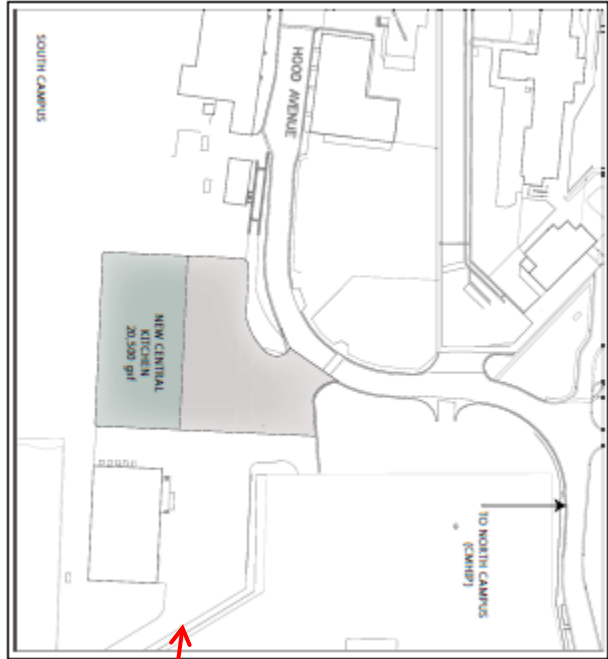 SOUTH CAMPUS
HOOD AVENUE
NEW CENTRAL
KITCHEN
20,500 gsf
TO NORTH CAMPUS
(CMHIP)